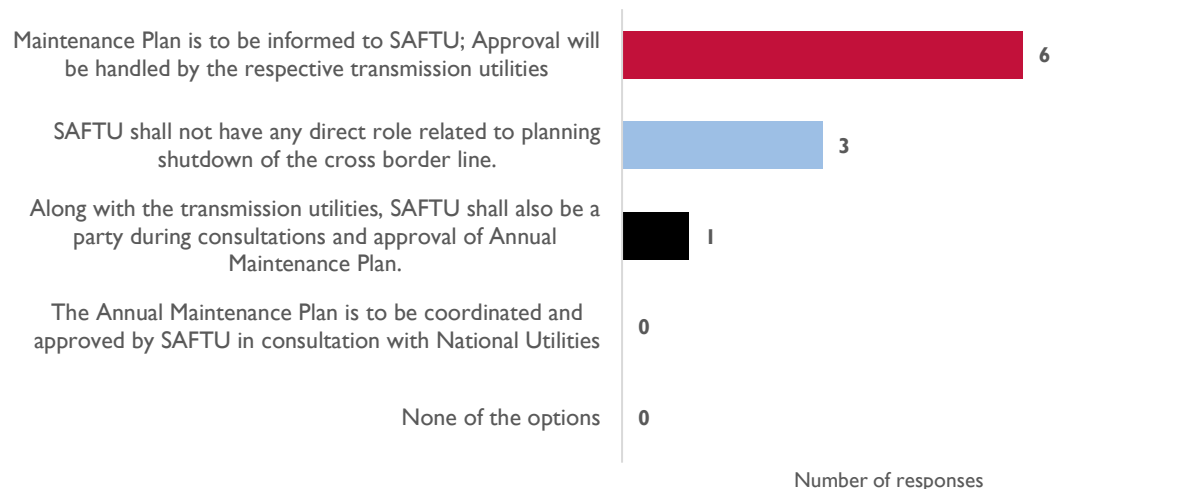 Maintenance Plan is to be informed to SAFTU; Approval will
be handled by the respective transmission utilities
6
SAFTU shall not have any direct role related to planning
shutdown of the cross border line.
3
Along with the transmission utilities, SAFTU shall also be a
party during consultations and approval of Annual
Maintenance Plan.
1
The Annual Maintenance Plan is to be coordinated and
approved by SAFTU in consultation with National Utilities
0
None of the options
0
Number of responses